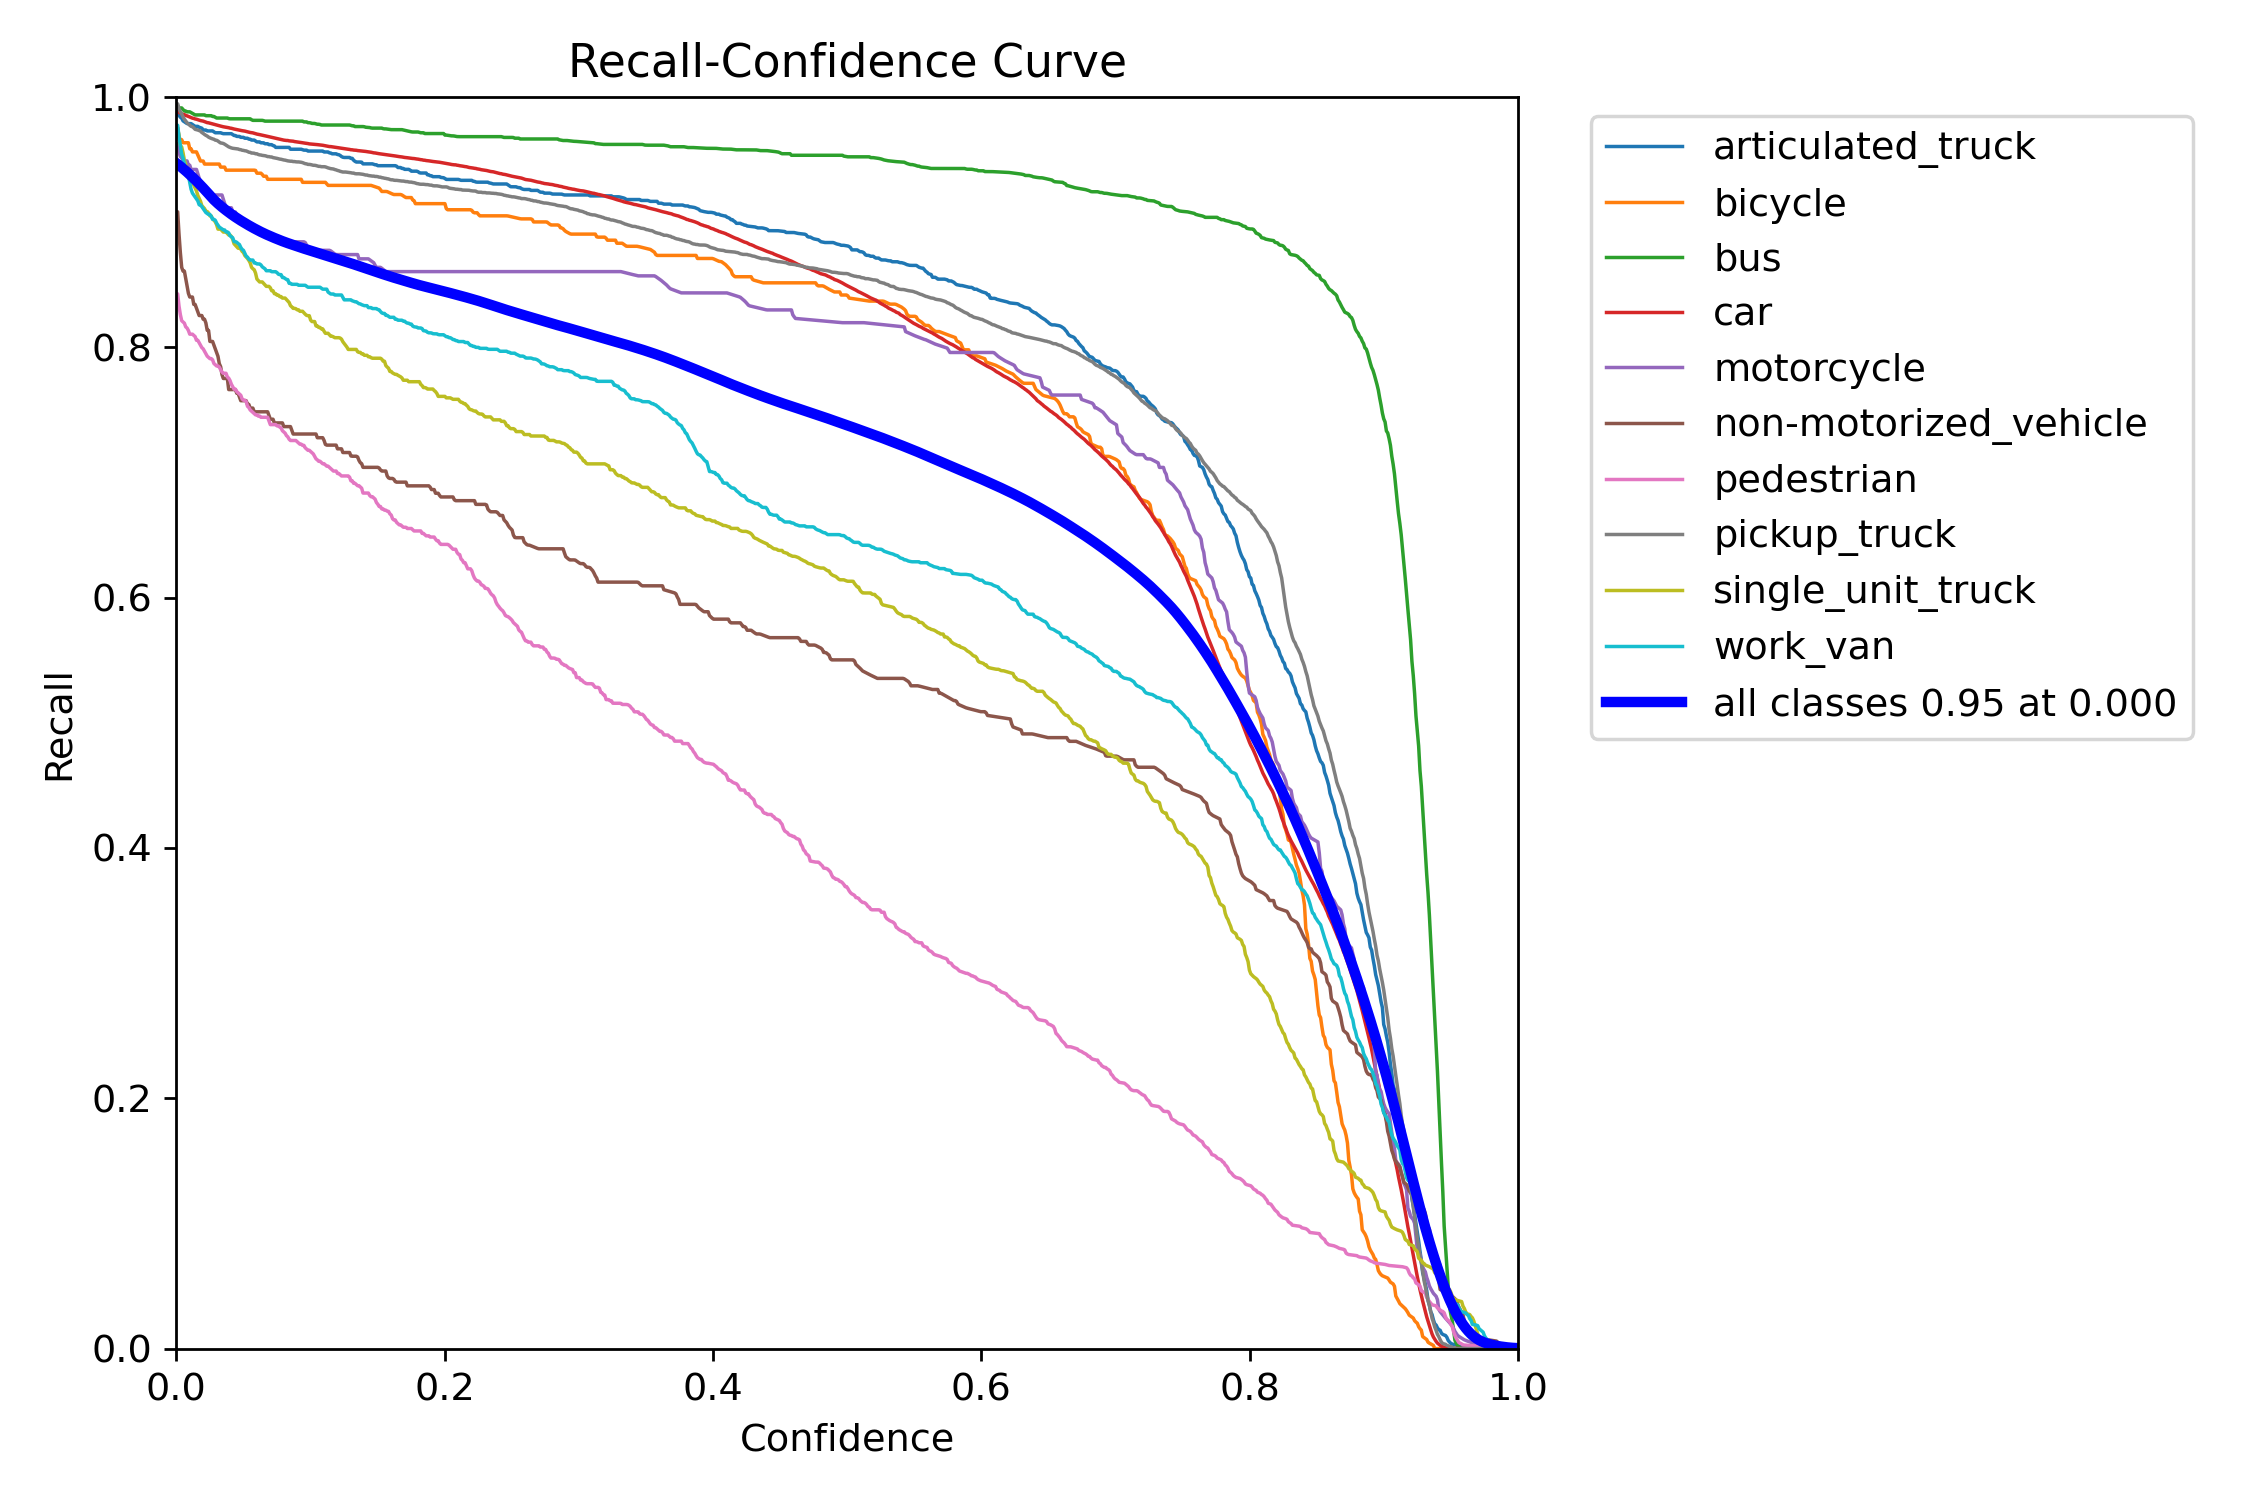 Recall-Confidence Curve
1.0
0.8
0.6
0.4
0.2
0.0
Recall
0.0 0.2 0.4 0.6 0.8 1.0
Confidence
articulated_truck
bicycle
bus
car
motorcycle
non-motorized_vehicle
pedestrian
pickup_truck
single_unit_truck
work_van
all classes 0.95 at 0.000